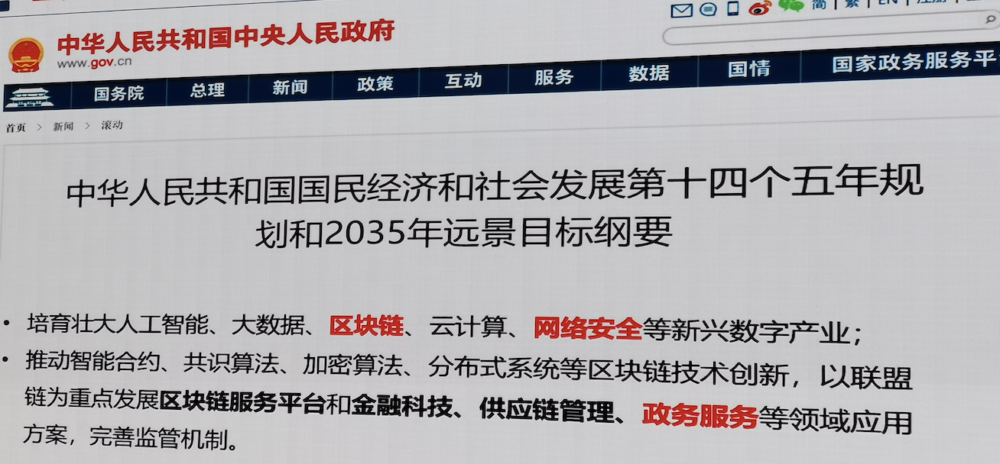 简 | 繁 | EN | 注册
中华人民共和国中央人民政府
www.gov.cn
国务院 总理 新闻 政策 互动 服务 数据 国情 国家政务服务平
首页 > 新闻 > 滚动
中华人民共和国国民经济和社会发展第十四个五年规
划和2035年远景目标纲要
• 培育壮大人工智能、大数据、区块链、云计算、网络安全等新兴数字产业；
• 推动智能合约、共识算法、加密算法、分布式系统等区块链技术创新，以联盟
链为重点发展区块链服务平台和金融科技、供应链管理、政务服务等领域应用
方案，完善监管机制。